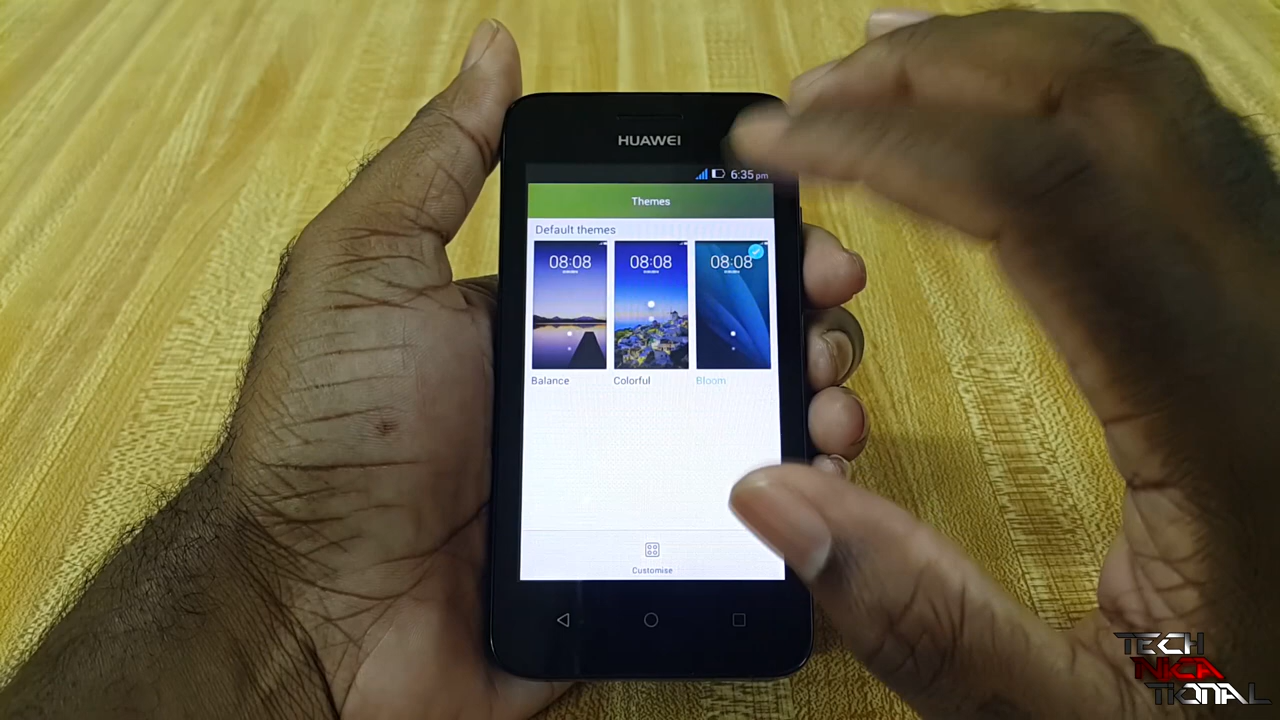 HUAWEI
6:35 pm
Themes
Default themes
08:08 08:08 08:08
Balance Colorful Bloom
Customise
TECH
NICA
TIONAL